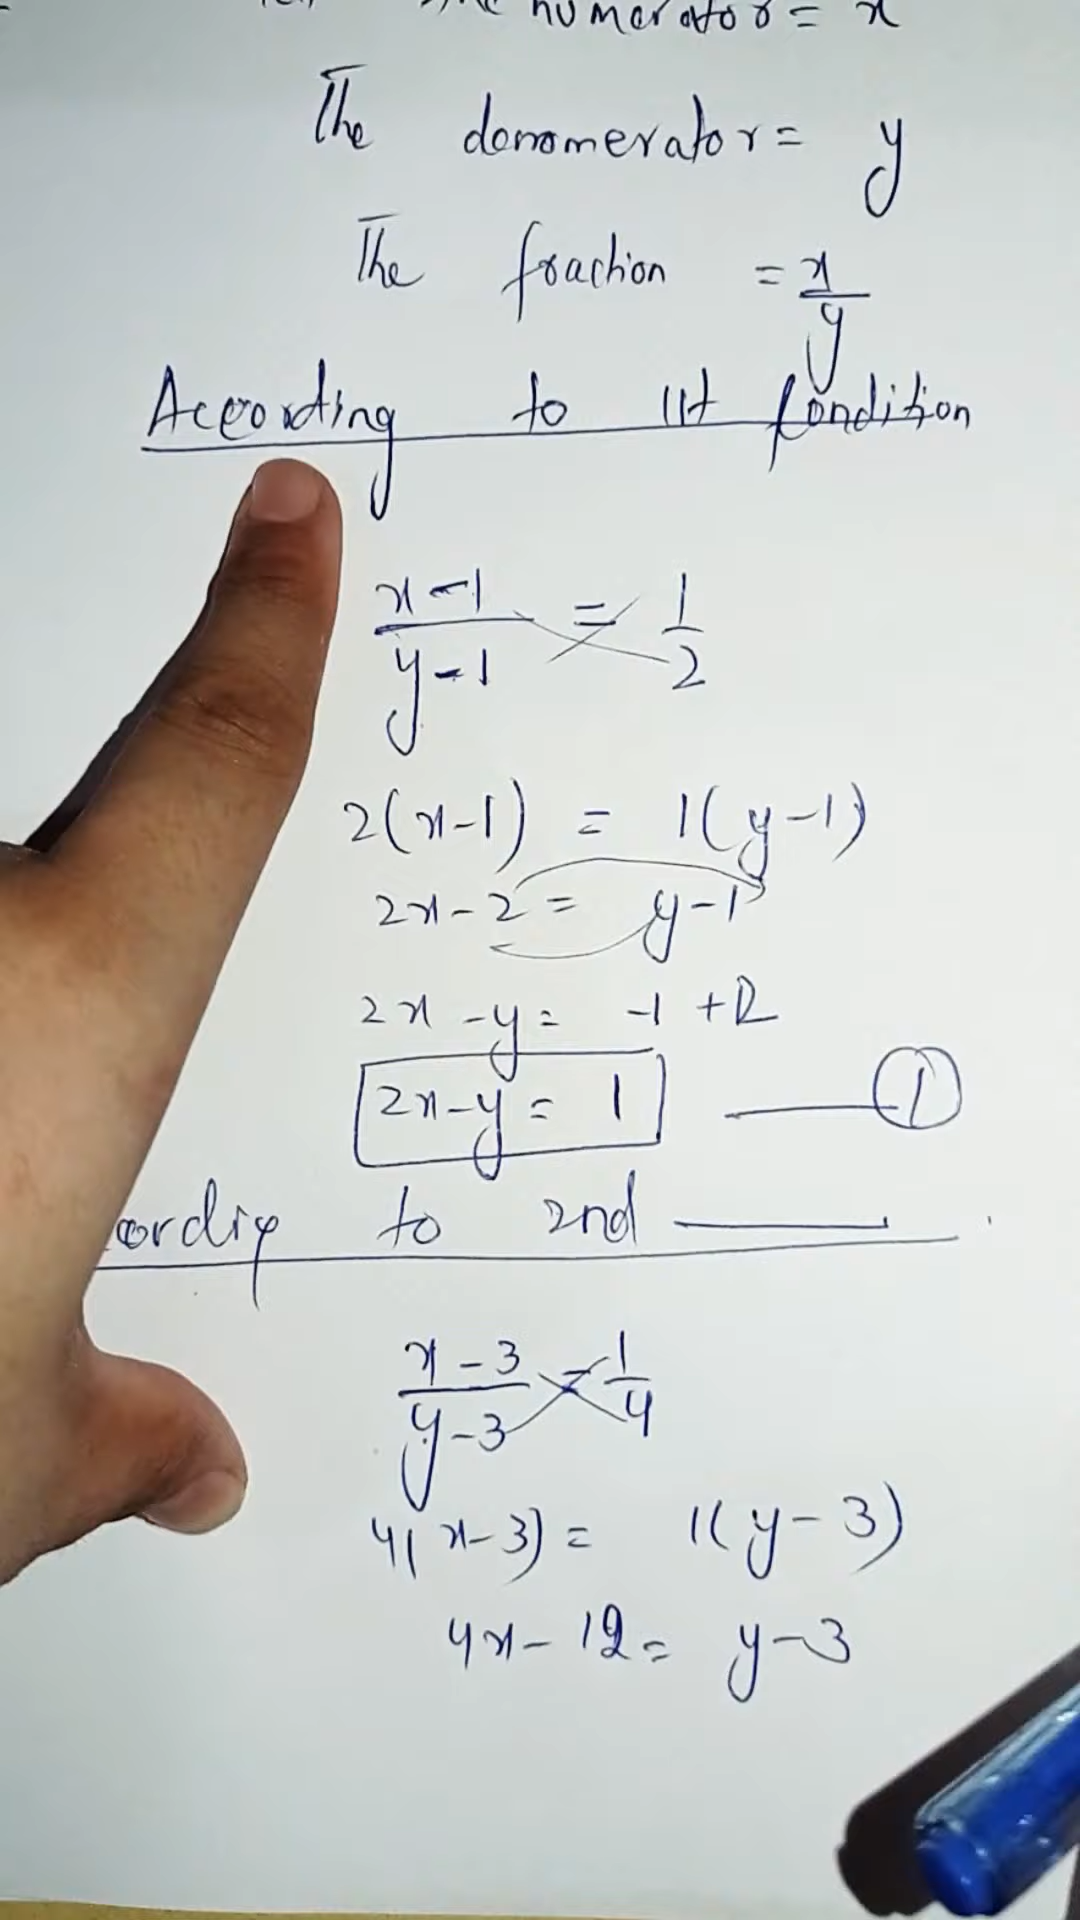 numerator = x
The denomerator = y
The fraction = x/y
According to 1st Condition
x-1/y-1 = 1/2
2(x-1) = 1(y-1)
2x-2 = y-1
2x-y = -1+2
2x-y = 1 ——— ①
cording to 2nd ———
x-3/y-3 = 1/4
4(x-3) = 1(y-3)
4x-12 = y-3